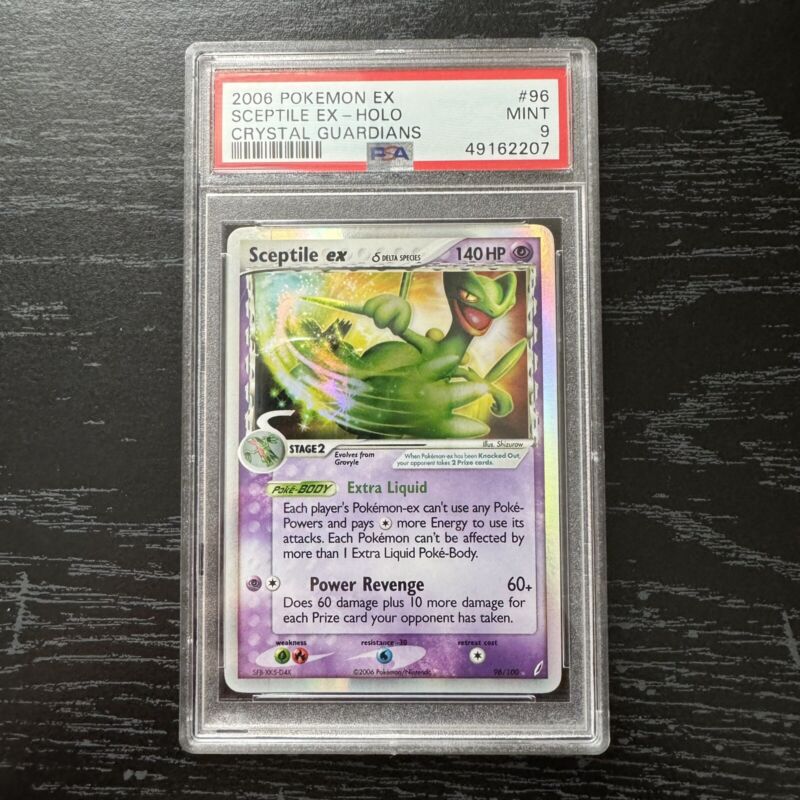 2006 POKEMON EX #96
SCEPTILE EX - HOLO MINT
CRYSTAL GUARDIANS 9
PSA 49162207
Sceptile ex δ DELTA SPECIES 140 HP
Illus. Shizurow
STAGE2 Evolves from Grovyle
When Pokémon-ex has been Knocked Out,
your opponent takes 2 Prize cards.
Poké-BODY Extra Liquid
Each player's Pokémon-ex can't use any Poké-
Powers and pays more Energy to use its
attacks. Each Pokémon can't be affected by
more than 1 Extra Liquid Poké-Body.
Power Revenge 60+
Does 60 damage plus 10 more damage for
each Prize card your opponent has taken.
weakness resistance -30 retreat cost
©2006 Pokémon/Nintendo 96/100